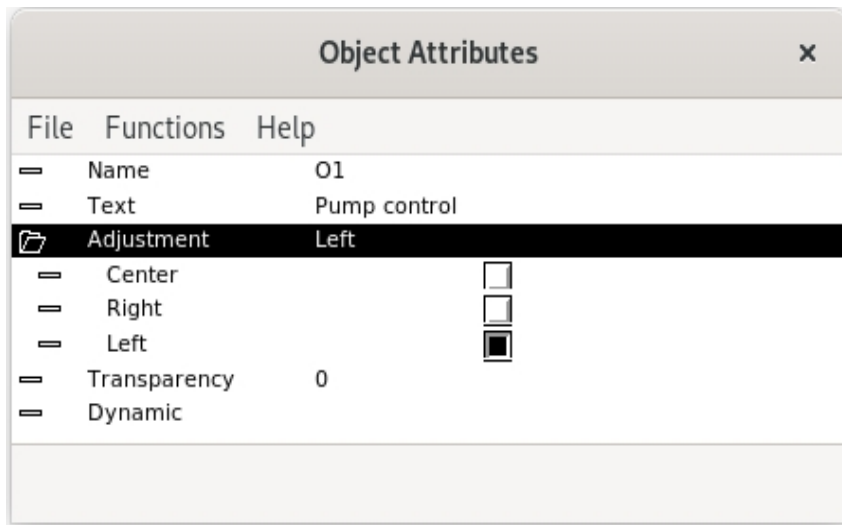 Object Attributes
File Functions Help
Name O1
Text Pump control
Adjustment Left
Center
Right
Left
Transparency 0
Dynamic